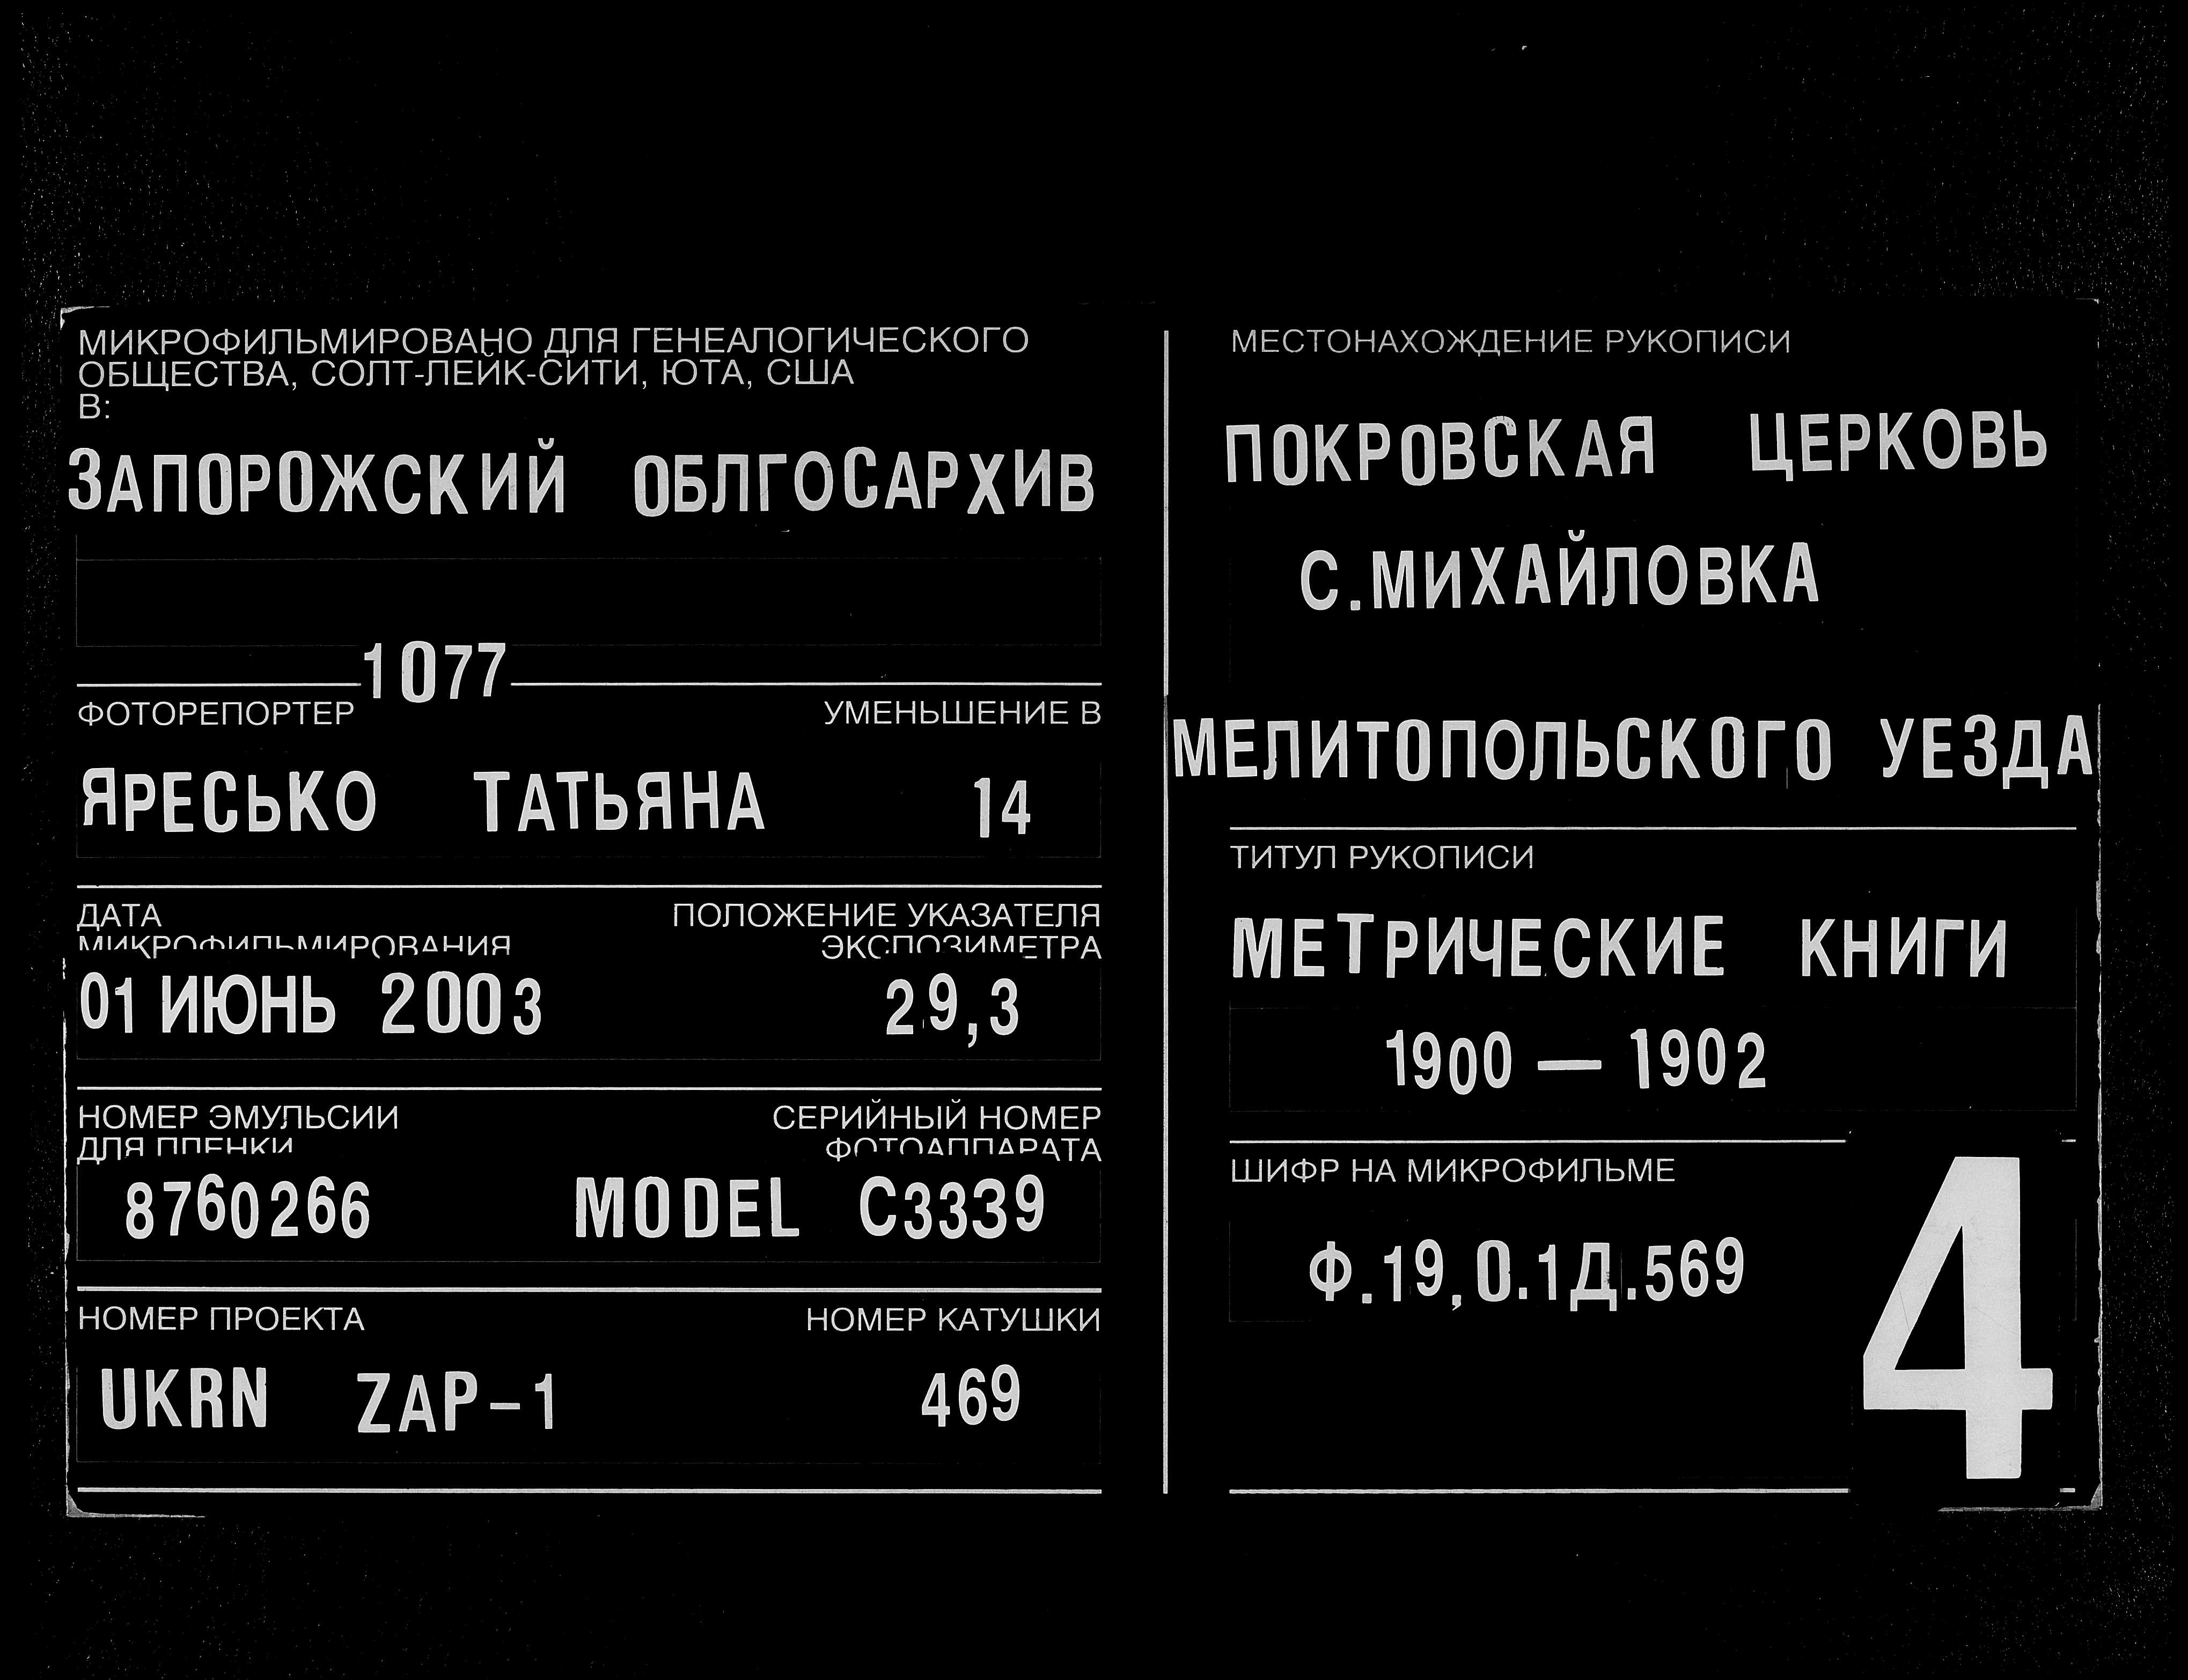 МИКРОФИЛЬМИРОВАНО ДЛЯ ГЕНЕАЛОГИЧЕСКОГО
ОБЩЕСТВА, СОЛТ-ЛЕЙК-СИТИ, ЮТА, США
В:
ЗАПОРОЖСКИЙ ОБЛГОСАРХИВ
1077
ФОТОРЕПОРТЕР УМЕНЬШЕНИЕ В
ЯРЕСЬКО ТАТЬЯНА 14
ДАТА ПОЛОЖЕНИЕ УКАЗАТЕЛЯ
МИКРОФИЛЬМИРОВАНИЯ ЭКСПОЗИМЕТРА
01 ИЮНЬ 2003 29,3
НОМЕР ЭМУЛЬСИИ СЕРИЙНЫЙ НОМЕР
ДЛЯ ПЛЕНКИ ФОТОАППАРАТА
8760266 MODEL C3339
НОМЕР ПРОЕКТА НОМЕР КАТУШКИ
UKRN ZAP-1 469
МЕСТОНАХОЖДЕНИЕ РУКОПИСИ
ПОКРОВСКАЯ ЦЕРКОВЬ
С.МИХАЙЛОВКА
МЕЛИТОПОЛЬСКОГО УЕЗДА
ТИТУЛ РУКОПИСИ
МЕТРИЧЕСКИЕ КНИГИ
1900 — 1902
ШИФР НА МИКРОФИЛЬМЕ
Ф.19,О.1Д.569
4